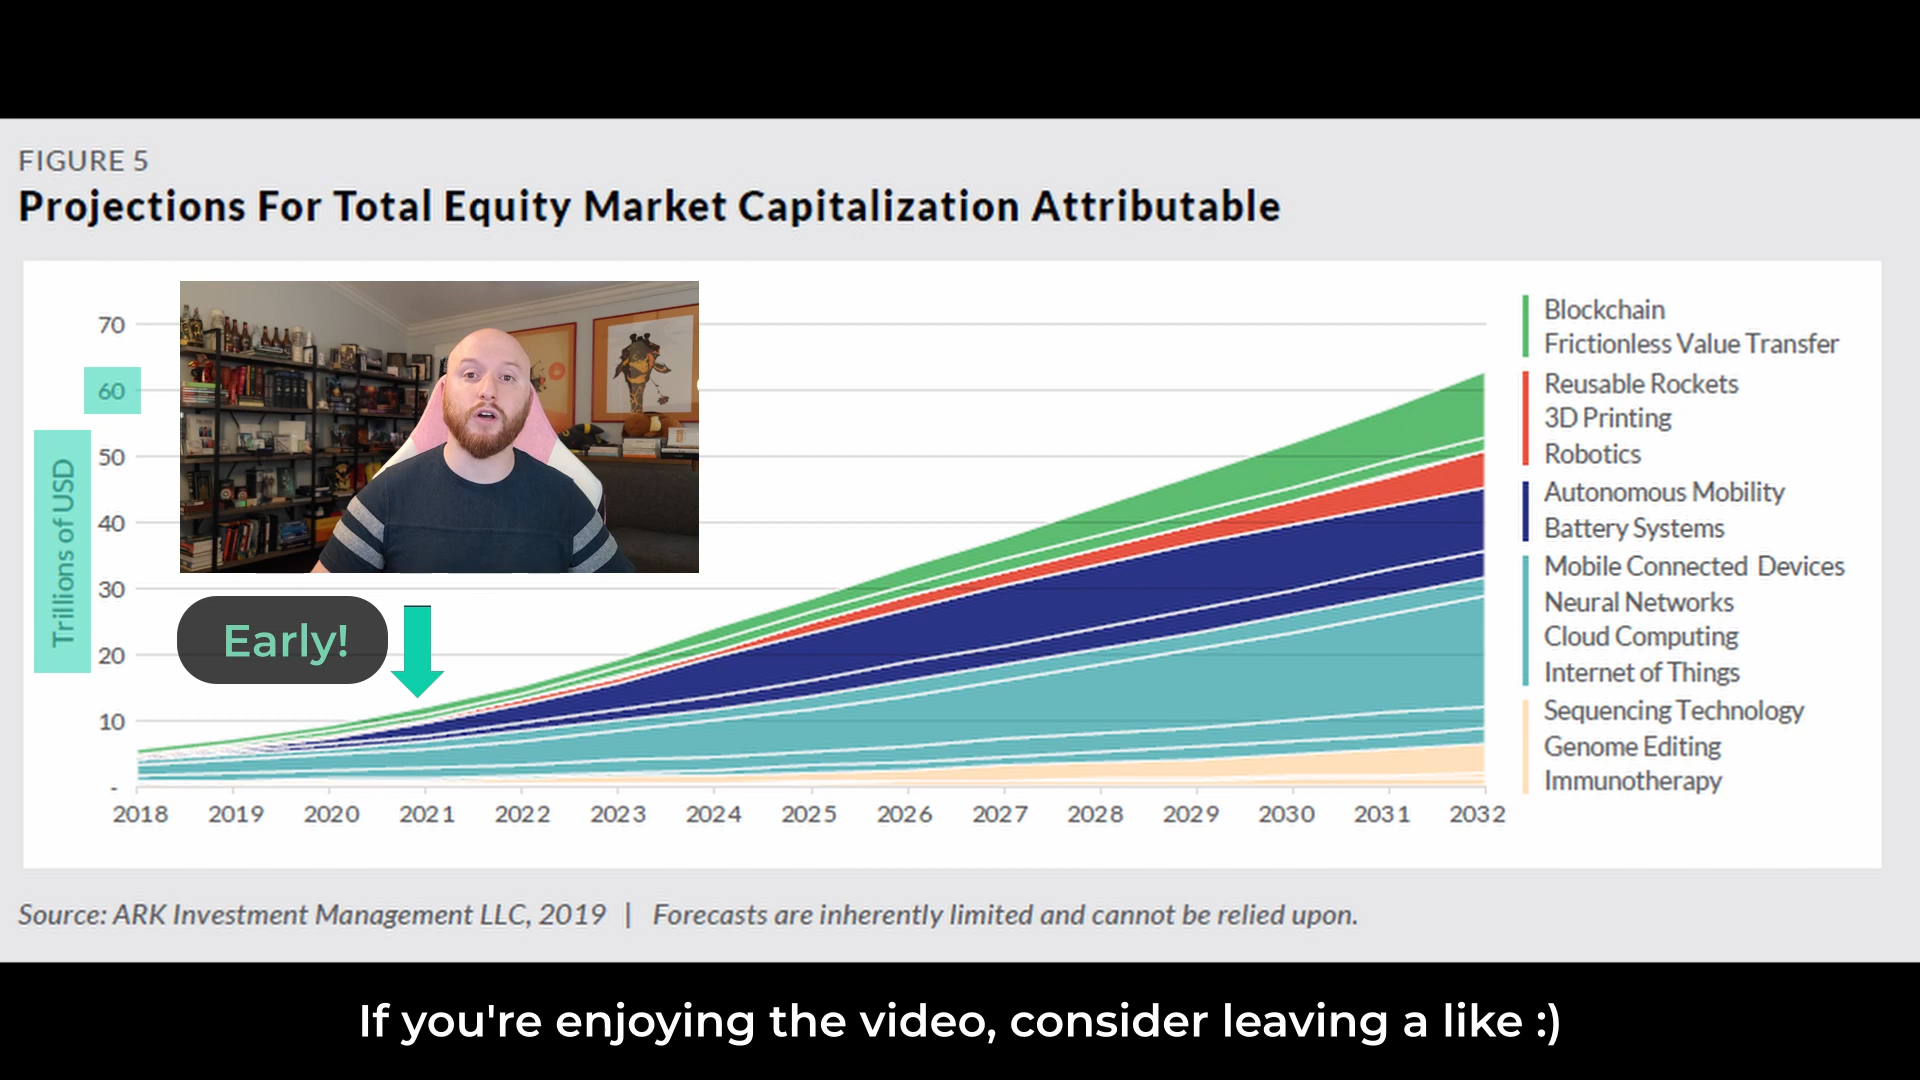 FIGURE 5
Projections For Total Equity Market Capitalization Attributable
Trillions of USD
70
60
50
40
30
20
10
-
Early!
2018 2019 2020 2021 2022 2023 2024 2025 2026 2027 2028 2029 2030 2031 2032
Blockchain
Frictionless Value Transfer
Reusable Rockets
3D Printing
Robotics
Autonomous Mobility
Battery Systems
Mobile Connected Devices
Neural Networks
Cloud Computing
Internet of Things
Sequencing Technology
Genome Editing
Immunotherapy
Source: ARK Investment Management LLC, 2019 | Forecasts are inherently limited and cannot be relied upon.
If you're enjoying the video, consider leaving a like :)